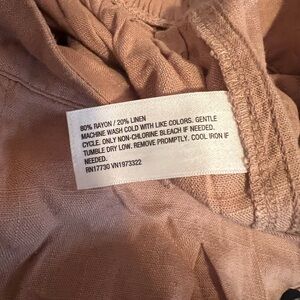 80% RAYON / 20% LINEN
MACHINE WASH COLD WITH LIKE COLORS. GENTLE
CYCLE. ONLY NON-CHLORINE BLEACH IF NEEDED.
TUMBLE DRY LOW. REMOVE PROMPTLY. COOL IRON IF
NEEDED.
RN17730 VN1973322